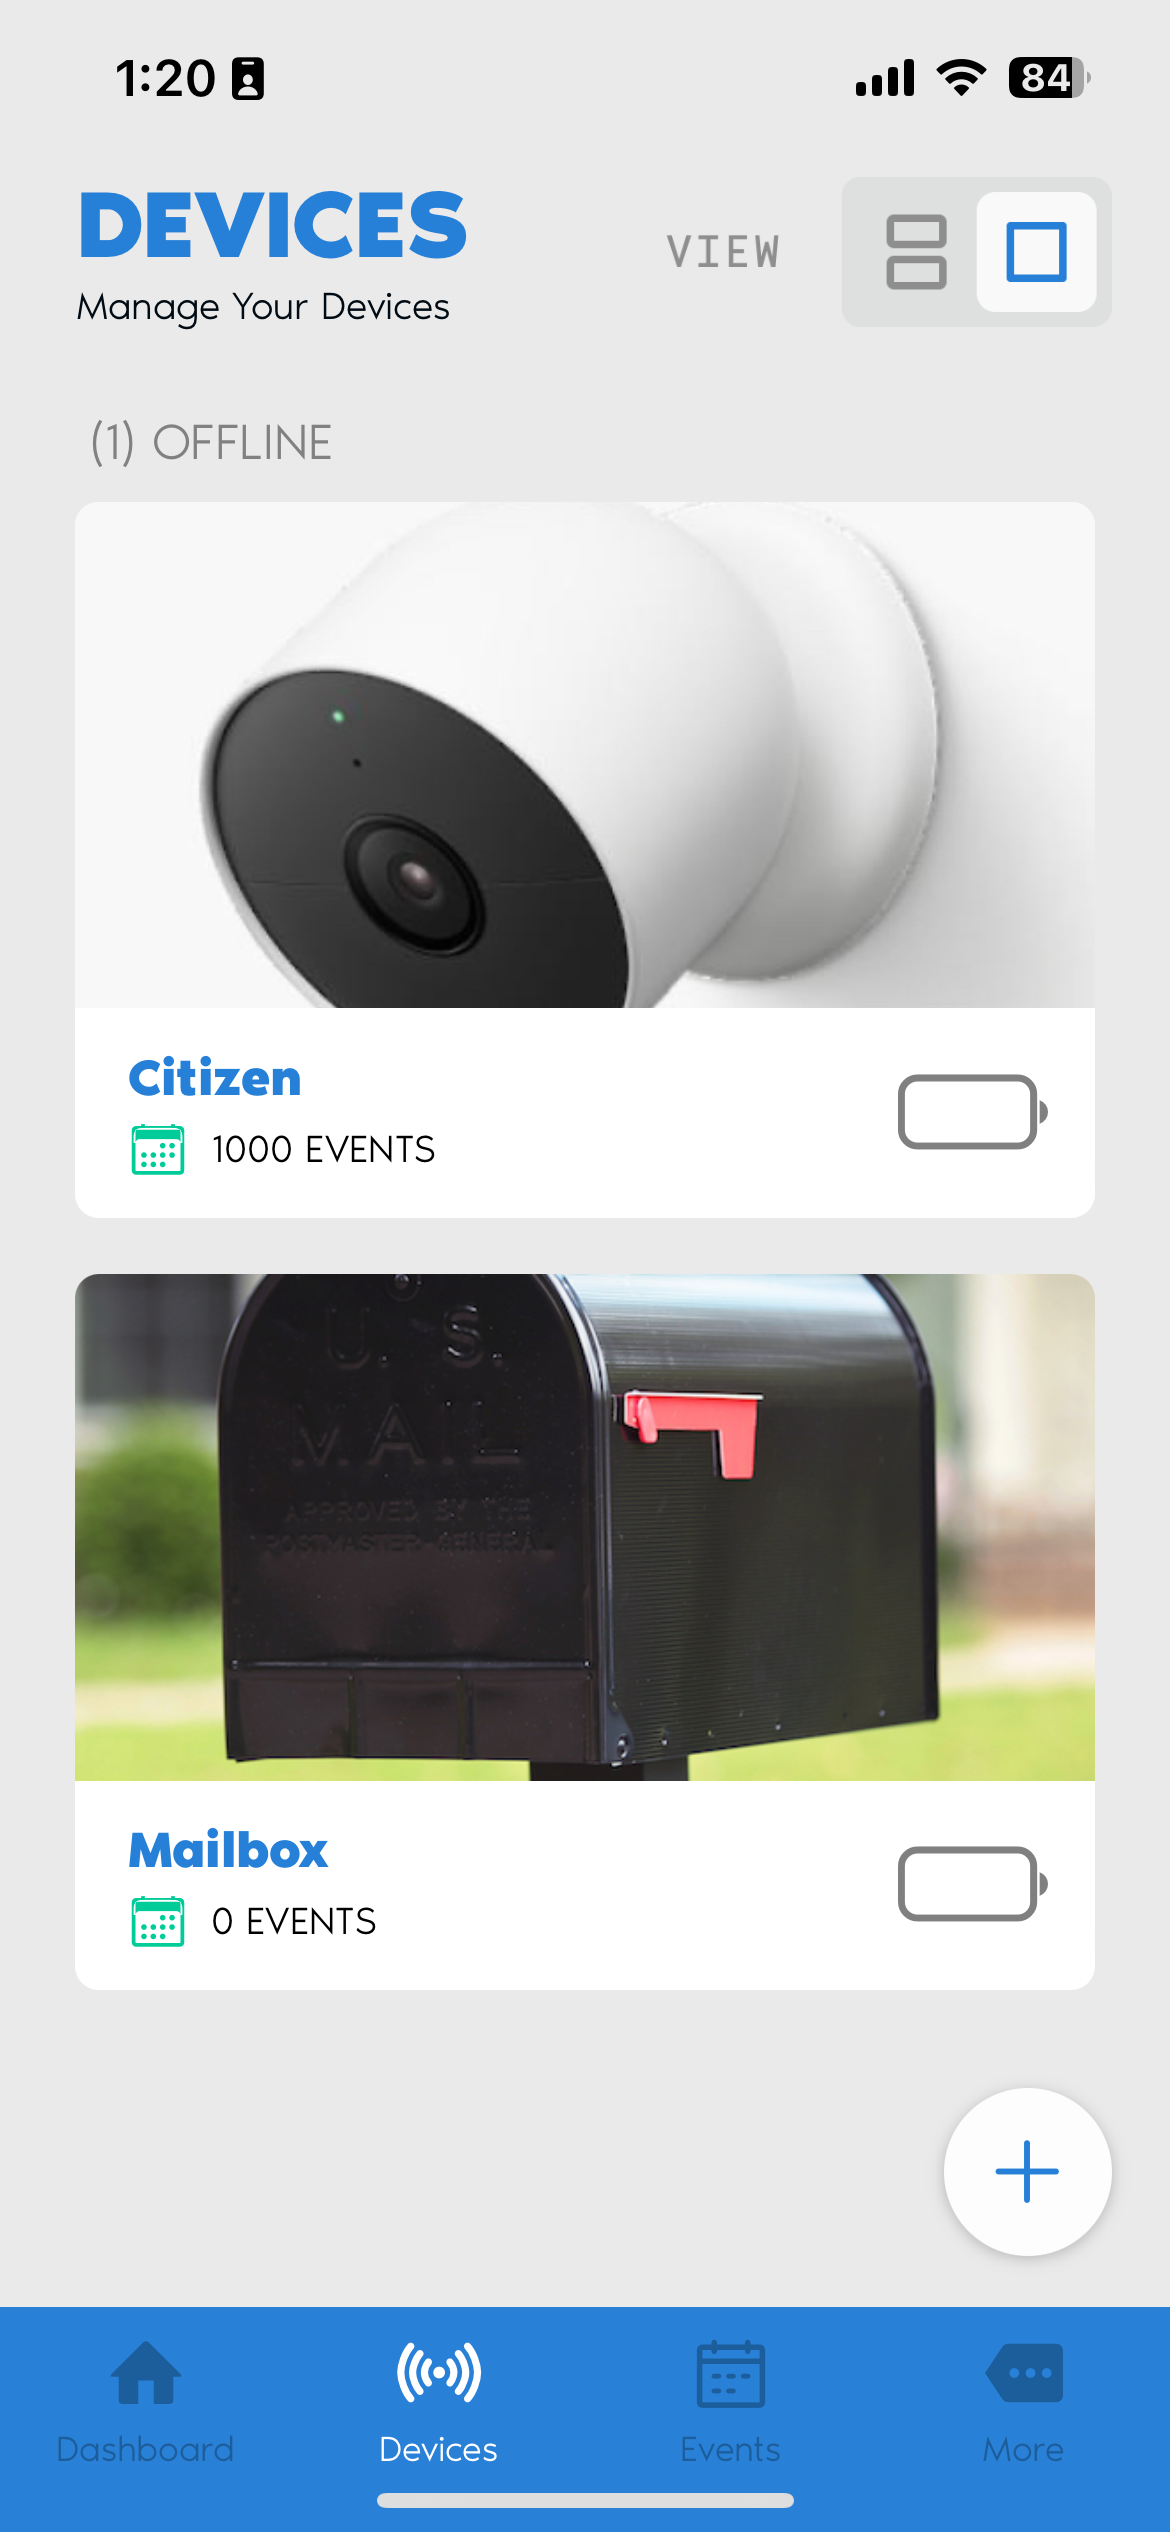 1:20
84
DEVICES
VIEW
Manage Your Devices
(1) OFFLINE
Citizen
1000 EVENTS
U. S.
MAIL
APPROVED BY THE
POSTMASTER GENERAL
Mailbox
0 EVENTS
Dashboard
Devices
Events
More